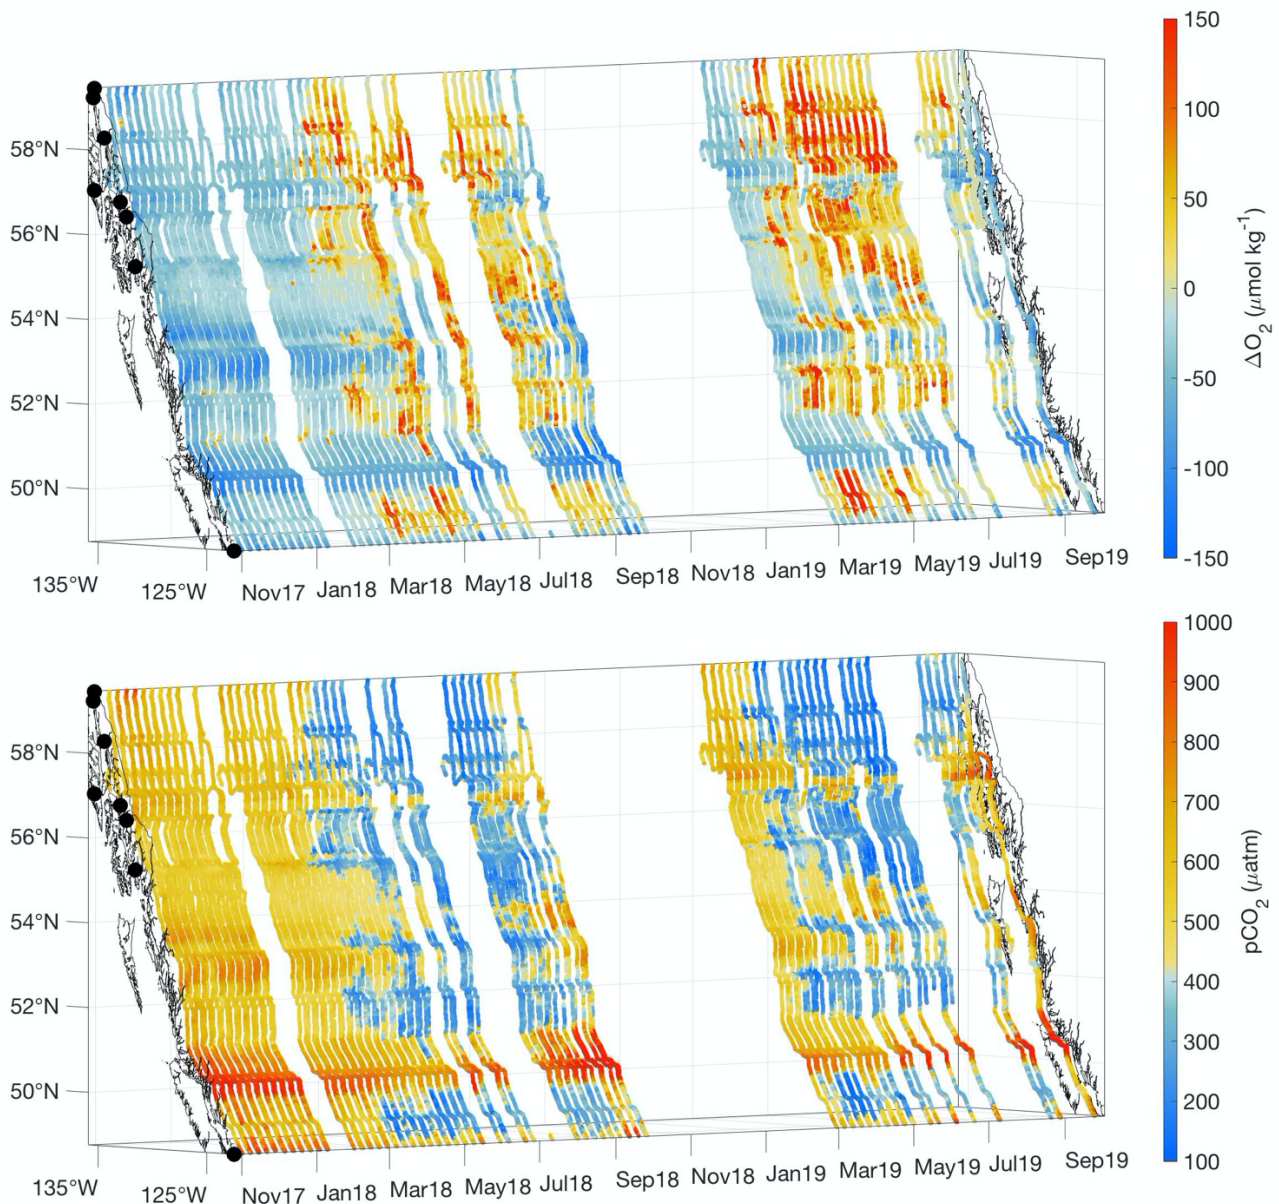 150
100
50
0
-50
-100
-150
ΔO₂ (μmol kg⁻¹)
58°N
56°N
54°N
52°N
50°N
135°W
125°W
Nov17
Jan18
Mar18
May18
Jul18
Sep18
Nov18
Jan19
Mar19
May19
Jul19
Sep19
1000
900
800
700
600
500
400
300
200
100
pCO₂ (μatm)
58°N
56°N
54°N
52°N
50°N
135°W
125°W
Nov17
Jan18
Mar18
May18
Jul18
Sep18
Nov18
Jan19
Mar19
May19
Jul19
Sep19